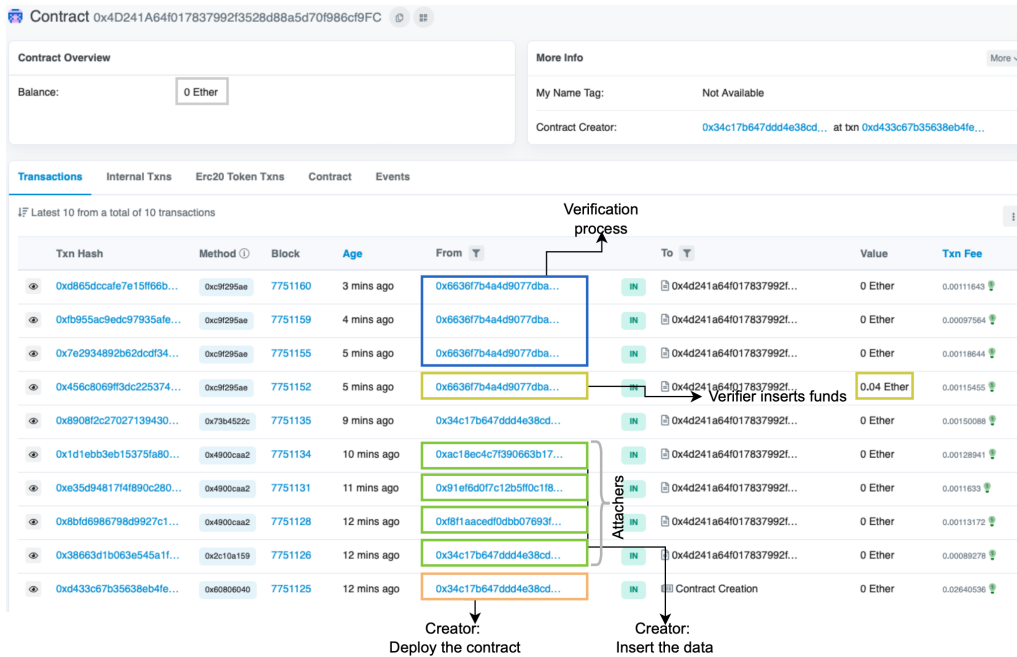 Contract 0x4D241A64f017837992f3528d88a5d70f986cf9FC
Contract Overview
Balance: 0 Ether
More Info
More
My Name Tag: Not Available
Contract Creator: 0x34c17b647ddd4e38cd... at txn 0xd433c67b35638eb4fe...
Transactions Internal Txns Erc20 Token Txns Contract Events
Latest 10 from a total of 10 transactions
Verification
process
Txn Hash Method Block Age From To Value Txn Fee
0xd865dccafe7e15ff66b... 0xc9f295ae 7751160 3 mins ago 0x6636f7b4a4d9077dba... IN 0x4d241a64f017837992f... 0 Ether 0.00111643
0xfb955ac9edc97935afe... 0xc9f295ae 7751159 4 mins ago 0x6636f7b4a4d9077dba... IN 0x4d241a64f017837992f... 0 Ether 0.00097564
0x7e2934892b62dcdf34... 0xc9f295ae 7751155 5 mins ago 0x6636f7b4a4d9077dba... IN 0x4d241a64f017837992f... 0 Ether 0.00118644
0x456c8069ff3dc225374... 0xc9f295ae 7751152 5 mins ago 0x6636f7b4a4d9077dba... IN 0x4d241a64f017837992f... 0.04 Ether 0.00115455
Verifier inserts funds
0x8908f2c27027139430... 0x73b4522c 7751135 9 mins ago 0x34c17b647ddd4e38cd... IN 0x4d241a64f017837992f... 0 Ether 0.00150088
0x1d1ebb3eb15375fa80... 0x4900caa2 7751134 10 mins ago 0xac18ec4c7f390663b17... IN 0x4d241a64f017837992f... 0 Ether 0.00128941
0xe35d94817f4f890c280... 0x4900caa2 7751131 11 mins ago 0x91ef6d0f7c12b5ff0c1f8... IN 0x4d241a64f017837992f... 0 Ether 0.0011633
0x8bfd6986798d9927c1... 0x4900caa2 7751128 12 mins ago 0xf8f1aacedf0dbb07693f... IN 0x4d241a64f017837992f... 0 Ether 0.00113172
0x38663d1b063e545a1f... 0x2c10a159 7751126 12 mins ago 0x34c17b647ddd4e38cd... IN 0x4d241a64f017837992f... 0 Ether 0.00089278
Attachers
0xd433c67b35638eb4fe... 0x60806040 7751125 12 mins ago 0x34c17b647ddd4e38cd... IN Contract Creation 0 Ether 0.02640536
Creator:
Deploy the contract
Creator:
Insert the data